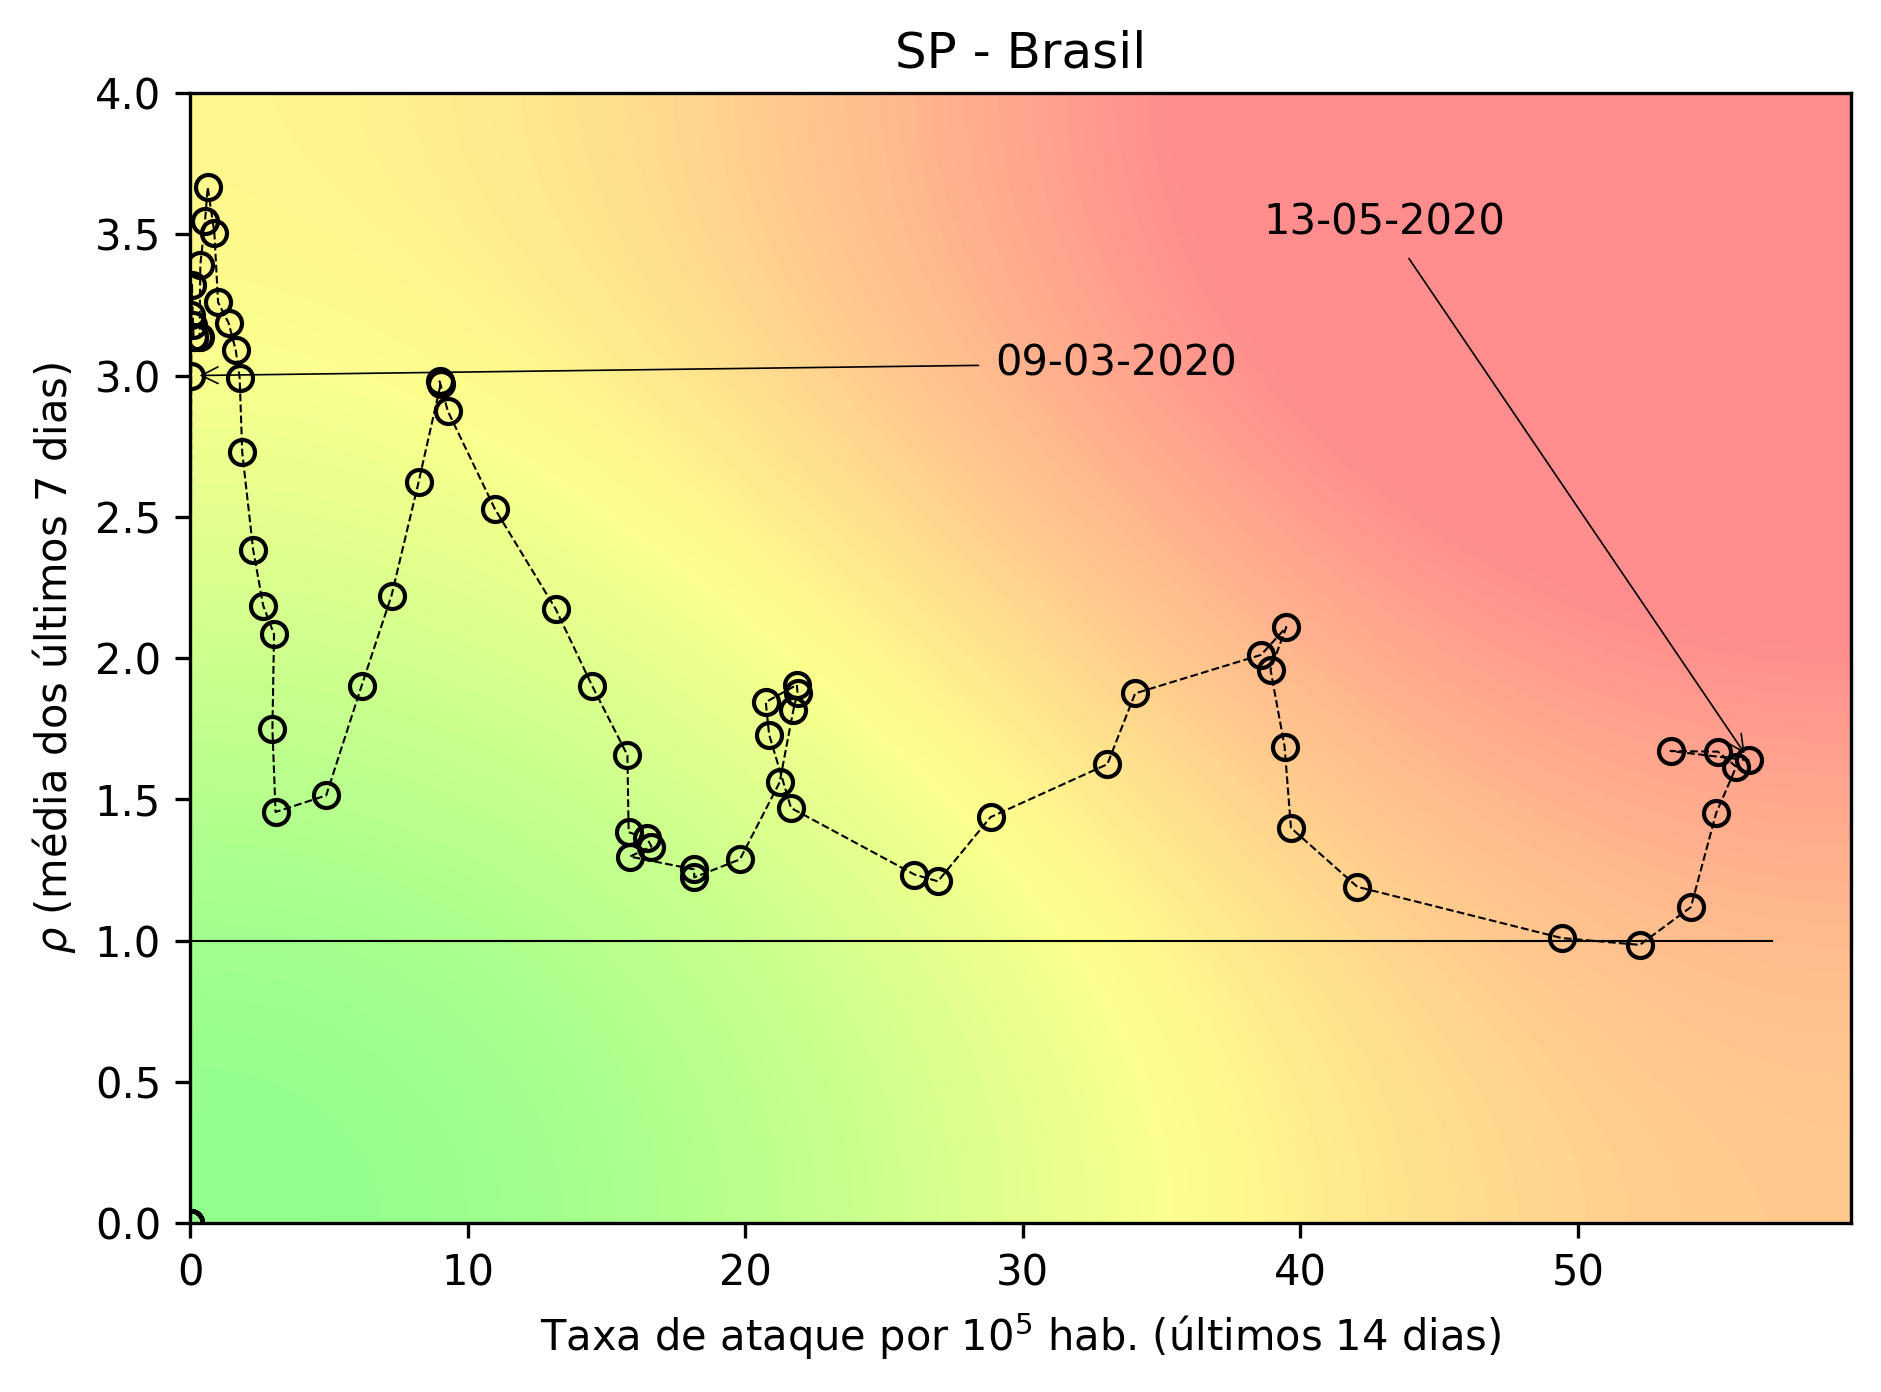 SP - Brasil
4.0
3.5
3.0
2.5
2.0
1.5
1.0
0.5
0.0
ρ (média dos últimos 7 dias)
13-05-2020
09-03-2020
0 10 20 30 40 50
Taxa de ataque por 10⁵ hab. (últimos 14 dias)